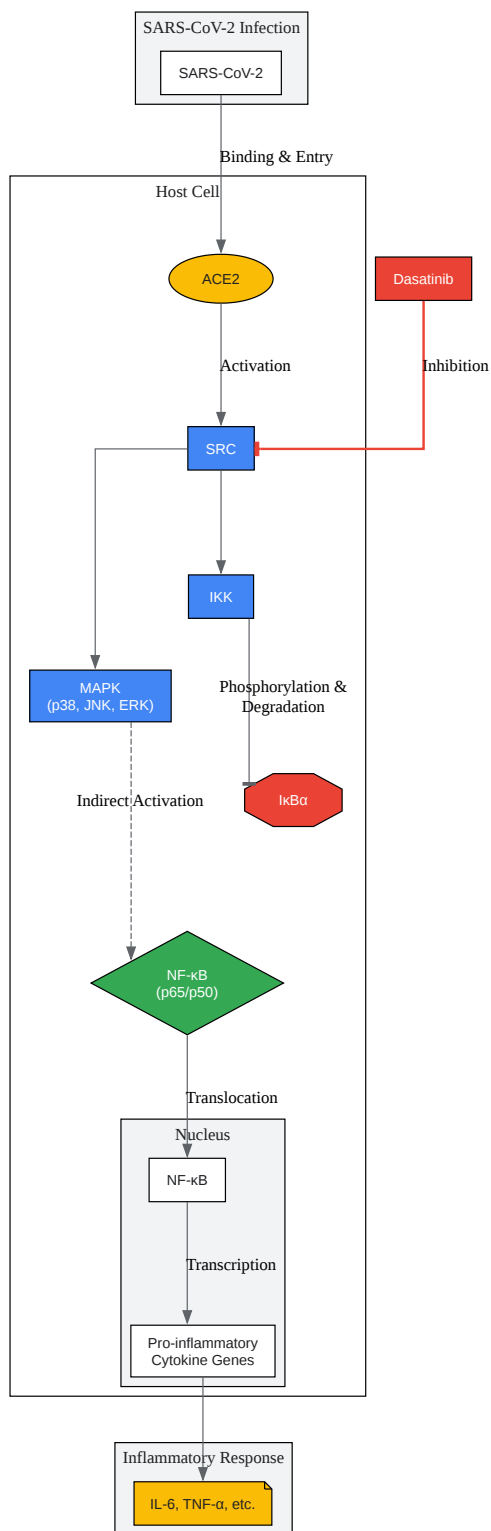 SARS-CoV-2 Infection
SARS-CoV-2
Binding & Entry
Host Cell
ACE2
Dasatinib
Activation
Inhibition
SRC
IKK
MAPK
(p38, JNK, ERK)
Phosphorylation &
Degradation
Indirect Activation
IκBα
NF-κB
(p65/p50)
Translocation
Nucleus
NF-κB
Transcription
Pro-inflammatory
Cytokine Genes
Inflammatory Response
IL-6, TNF-α, etc.